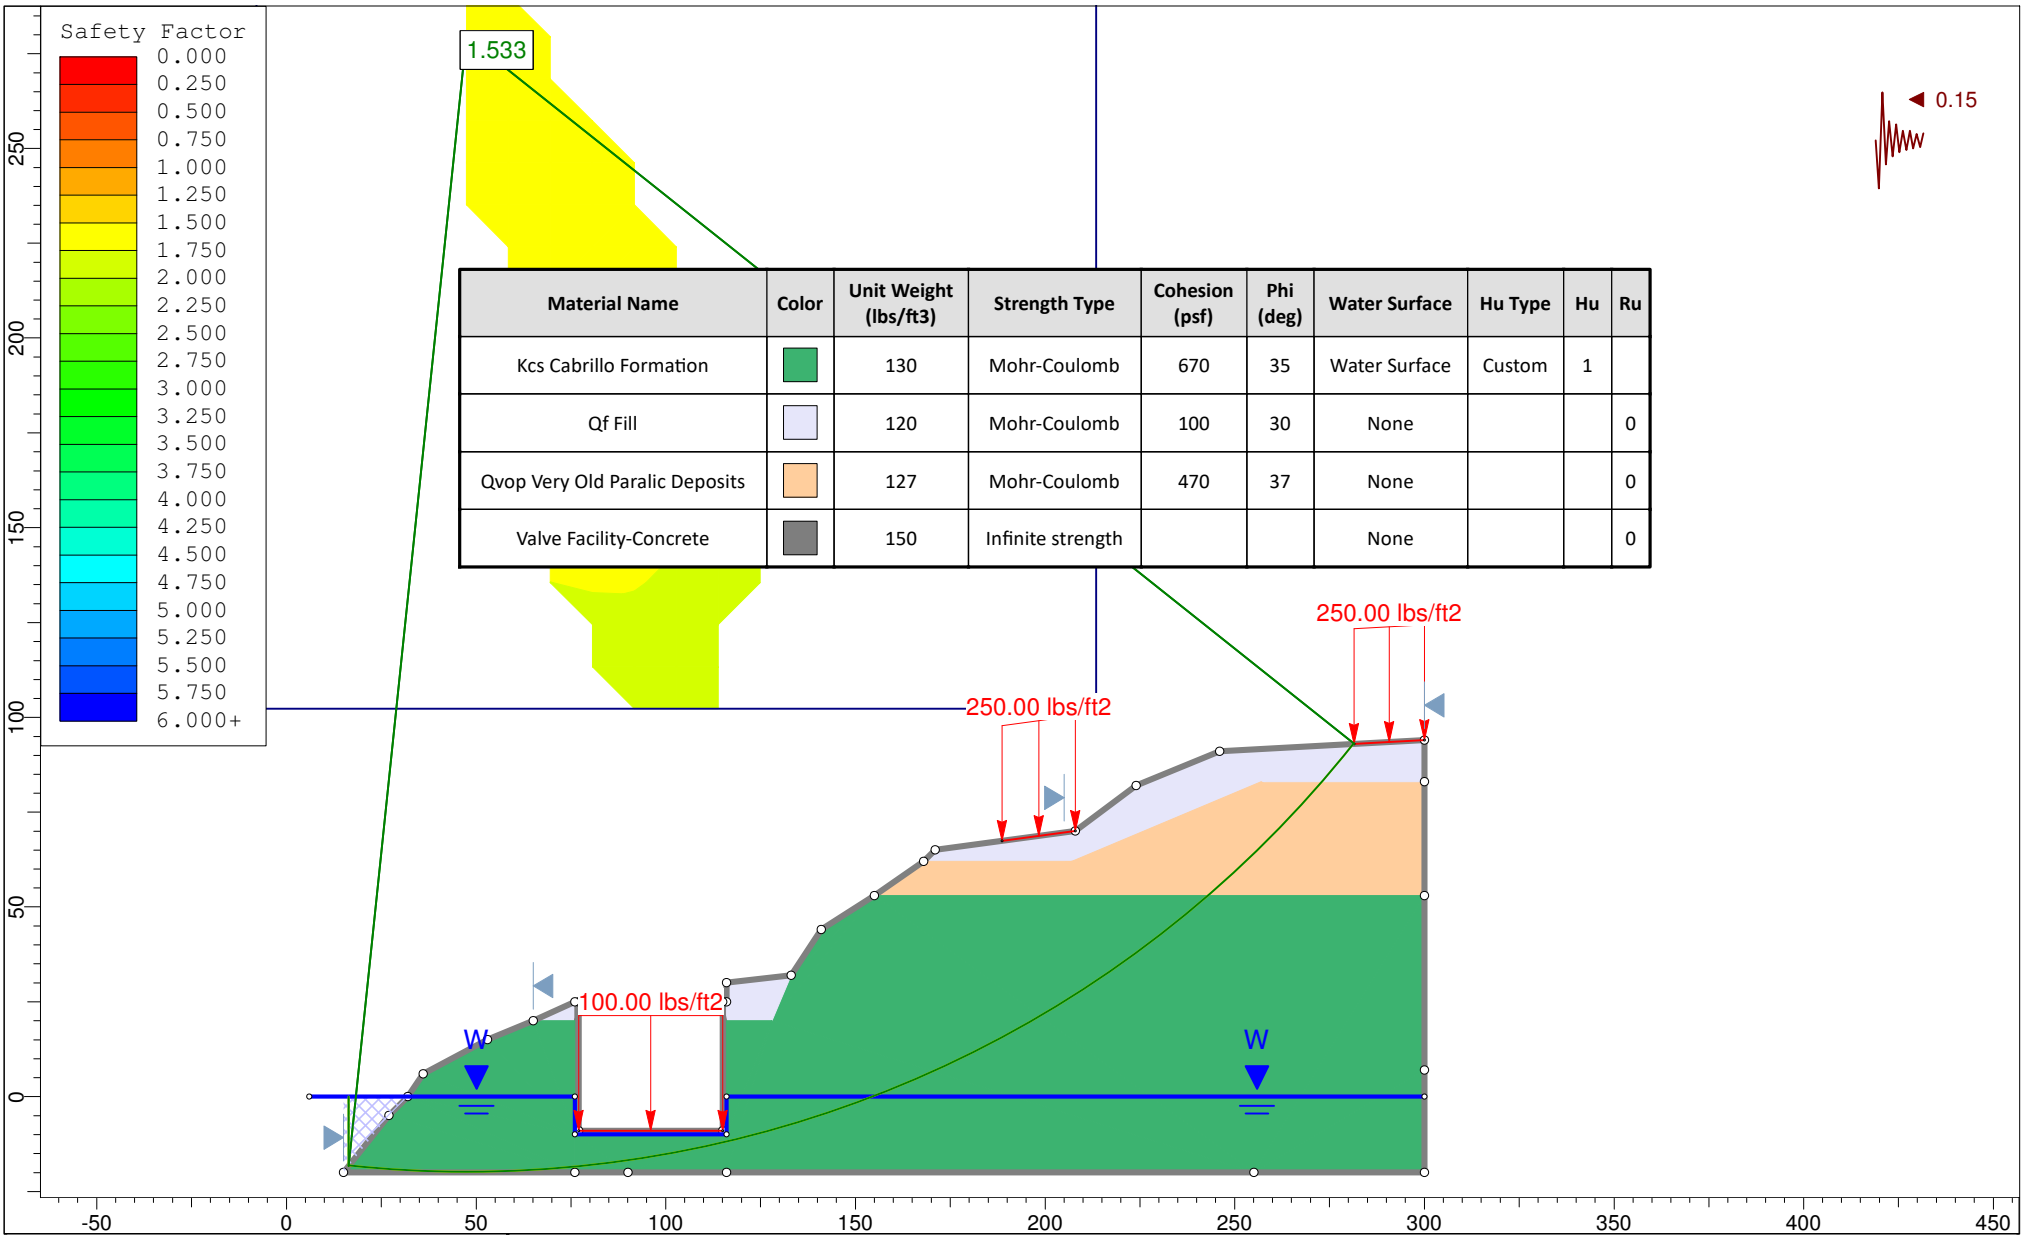 Safety Factor
0.000
0.250
0.500
0.750
1.000
1.250
1.500
1.750
2.000
2.250
2.500
2.750
3.000
3.250
3.500
3.750
4.000
4.250
4.500
4.750
5.000
5.250
5.500
5.750
6.000+
1.533
0.15
Material Name Color Unit Weight (lbs/ft3) Strength Type Cohesion (psf) Phi (deg) Water Surface Hu Type Hu Ru
Kcs Cabrillo Formation 130 Mohr-Coulomb 670 35 Water Surface Custom 1
Qf Fill 120 Mohr-Coulomb 100 30 None 0
Qvop Very Old Paralic Deposits 127 Mohr-Coulomb 470 37 None 0
Valve Facility-Concrete 150 Infinite strength None 0
250.00 lbs/ft2
250.00 lbs/ft2
100.00 lbs/ft2
W
W
250
200
150
100
50
0
-50 0 50 100 150 200 250 300 350 400 450